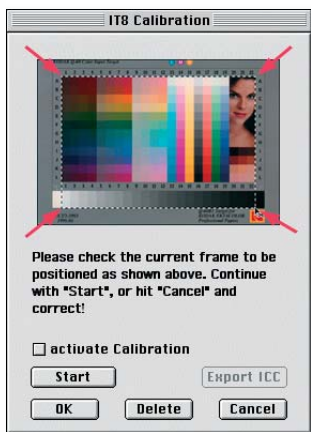 IT8 Calibration
Please check the current frame to be
positioned as shown above. Continue
with "Start", or hit "Cancel" and
correct!
activate Calibration
Start
Export ICC
OK
Delete
Cancel